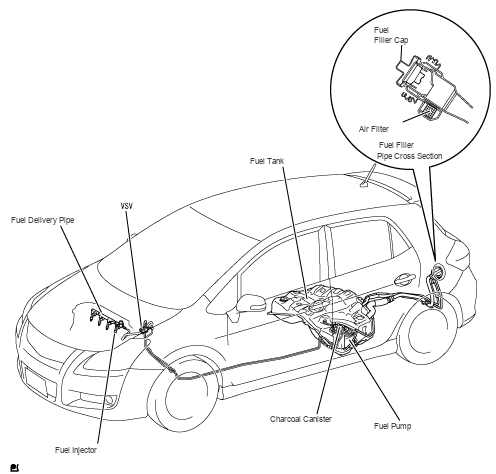 Fuel
Filler Cap
Air Filter
Fuel Filler
Pipe Cross Section
Fuel Tank
VSV
Fuel Delivery Pipe
Charcoal Canister
Fuel Pump
Fuel Injector